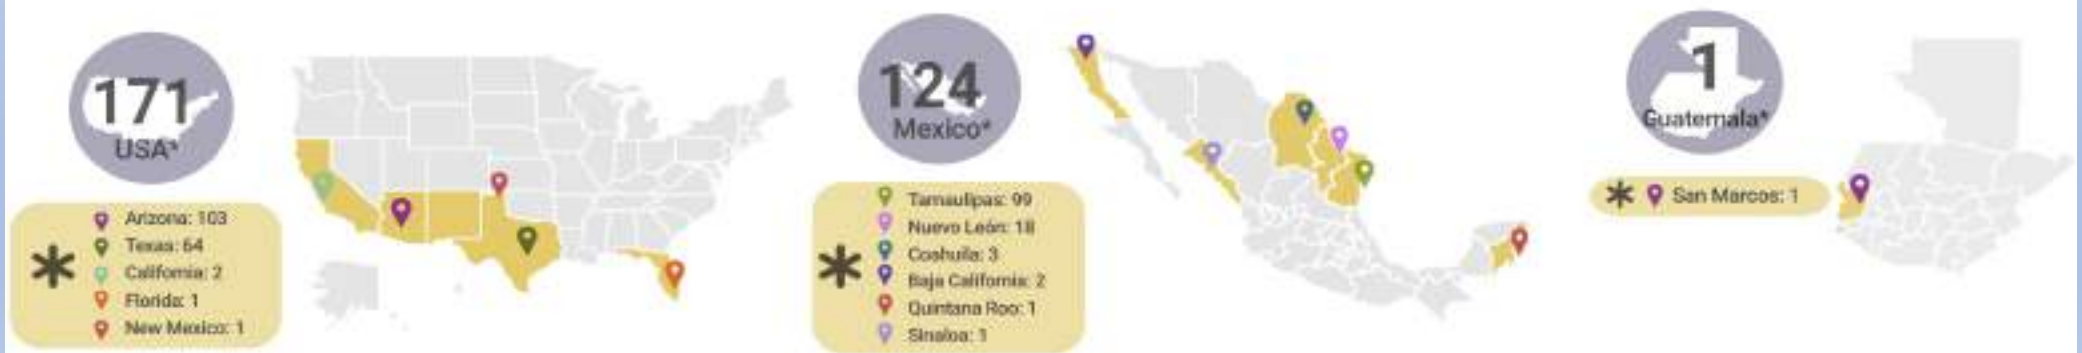 171
USA*
* Arizona: 103
Texas: 64
California: 2
Florida: 1
New Mexico: 1
124
Mexico*
* Tamaulipas: 99
Nuevo León: 18
Coahuila: 3
Baja California: 2
Quintana Roo: 1
Sinaloa: 1
1
Guatemala*
* San Marcos: 1